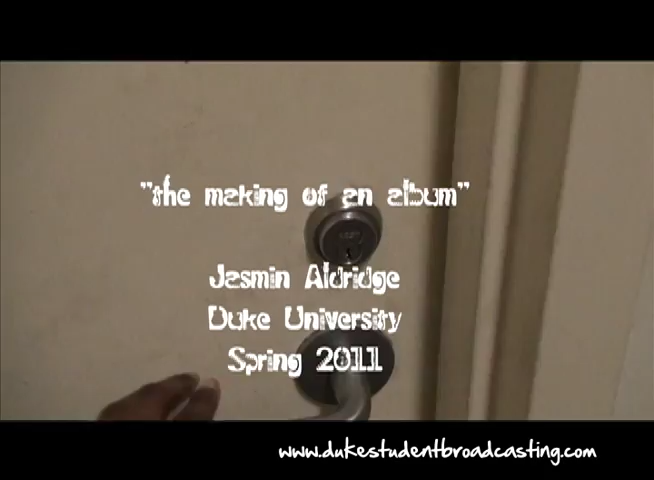 "the making of an album"
Jasmin Aldridge
Duke University
Spring 2011
www.dukestudentbroadcasting.com